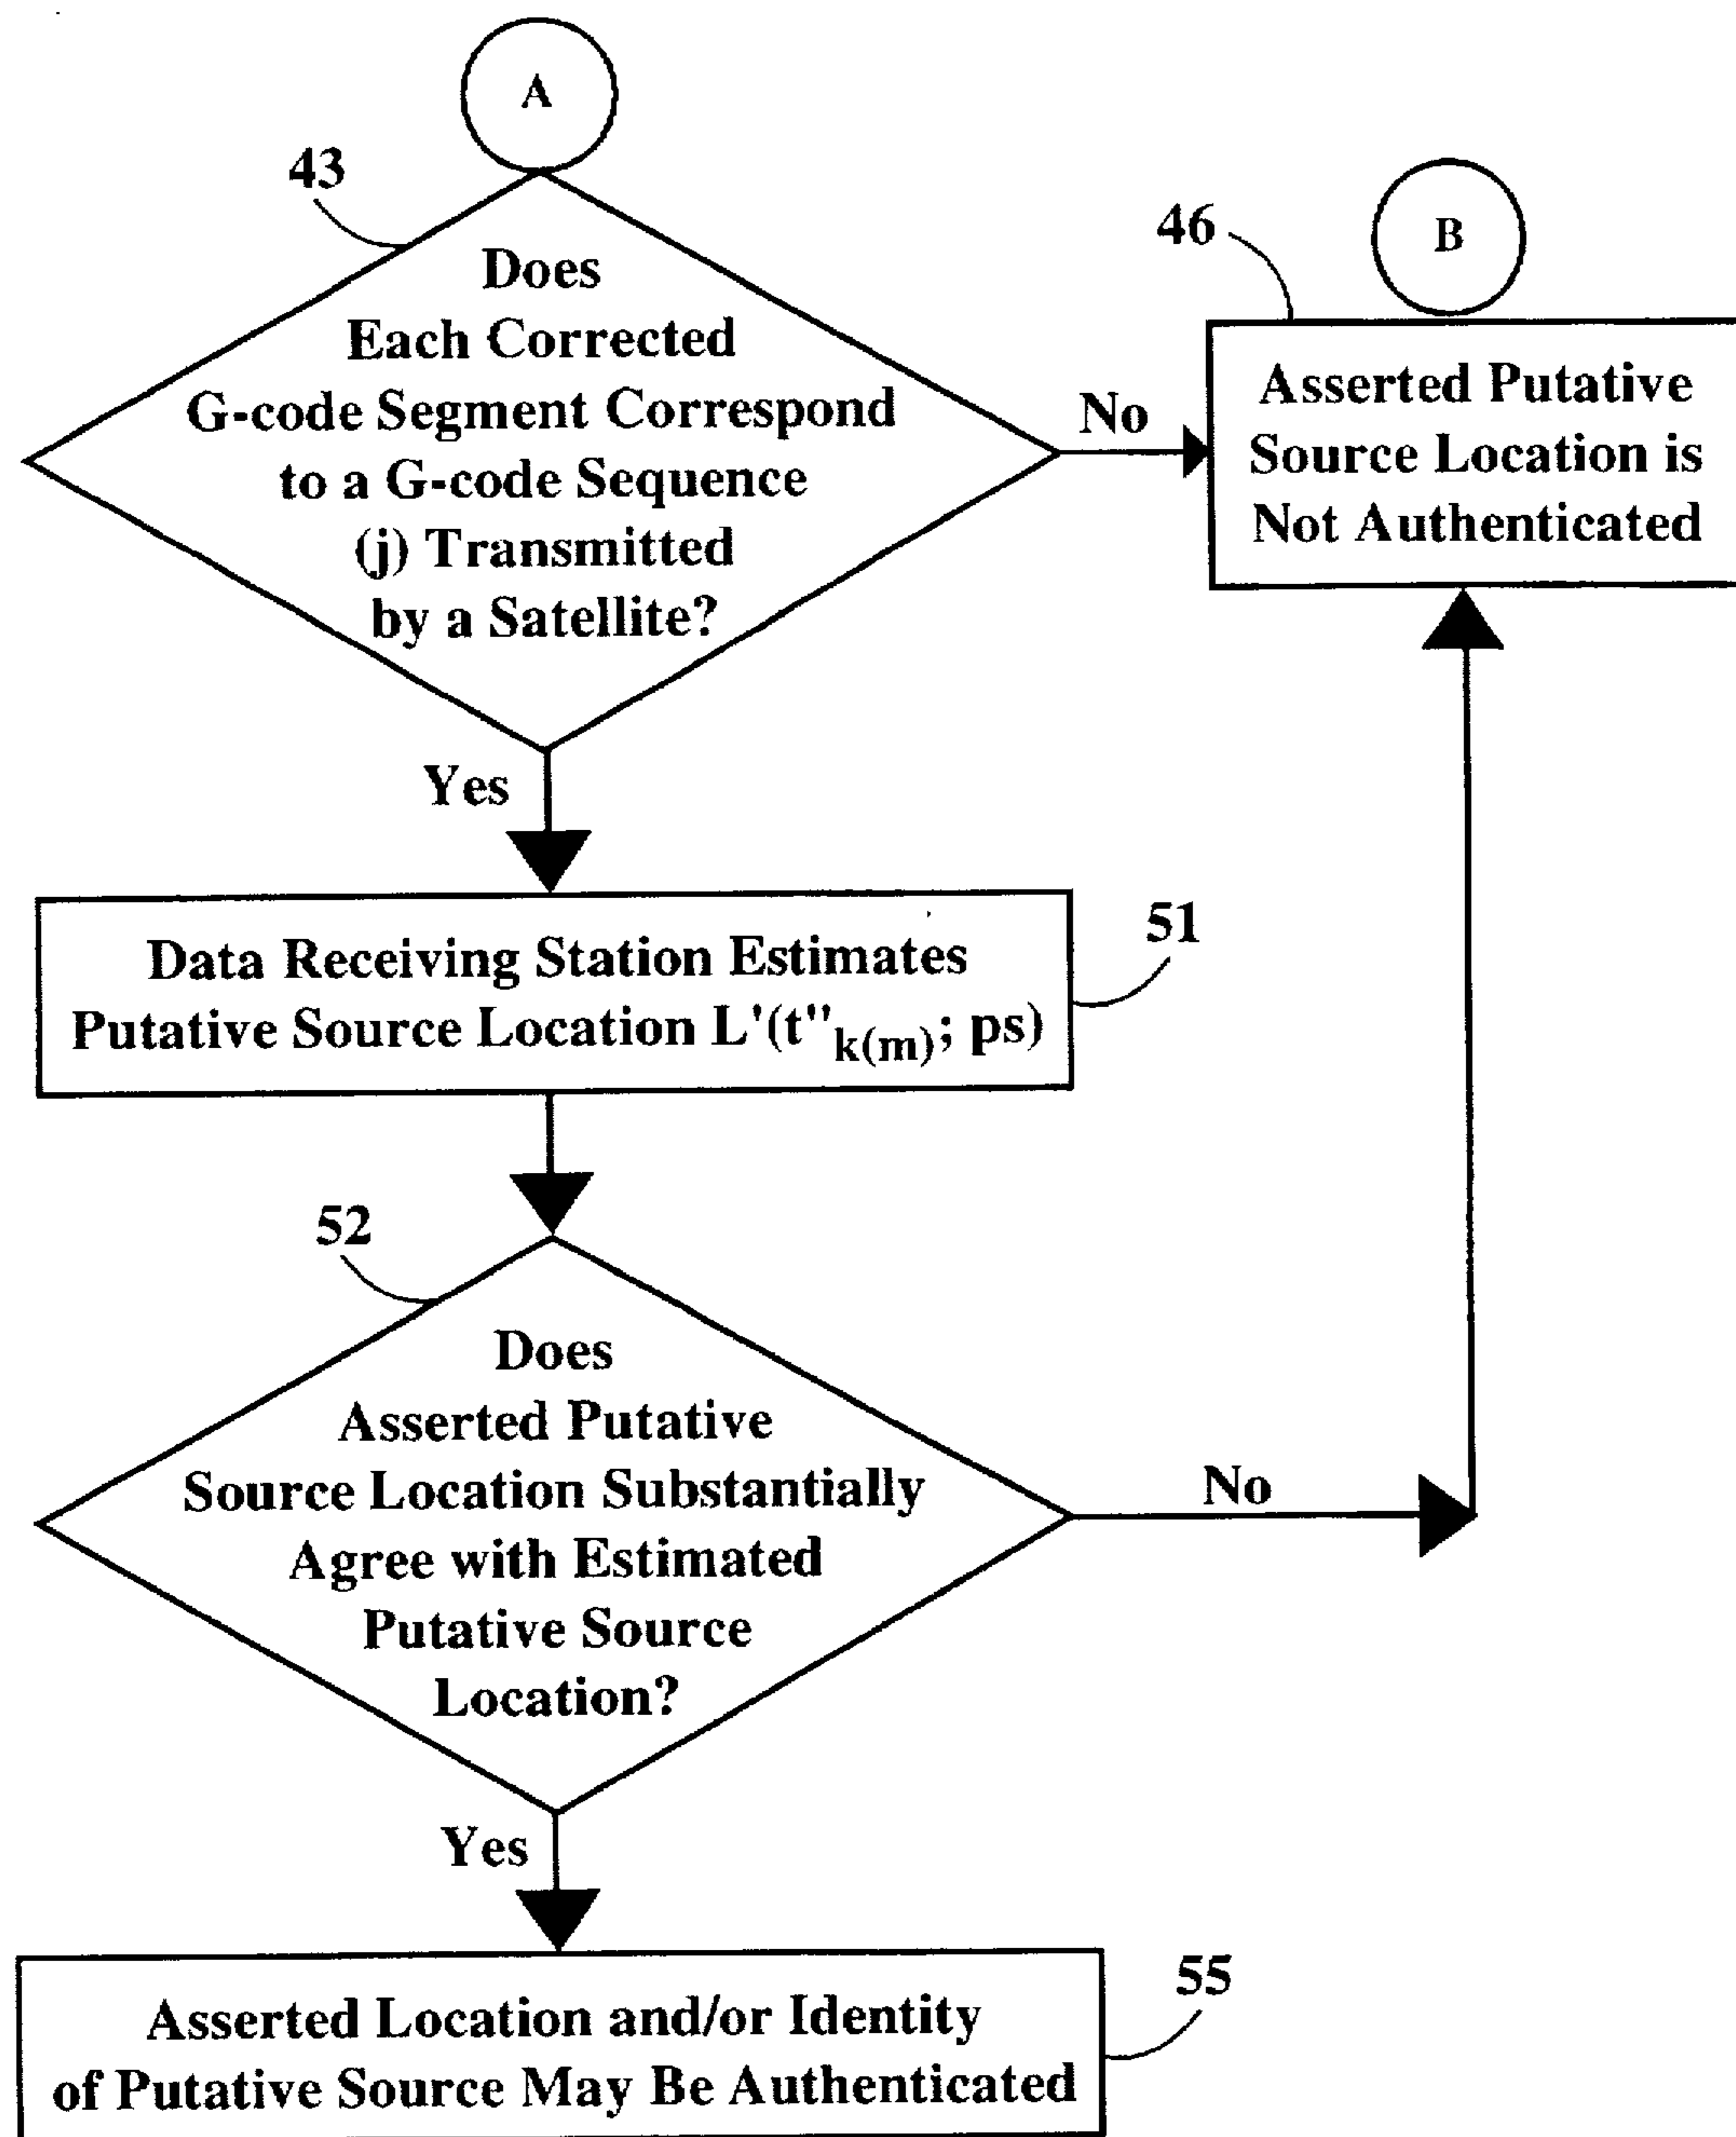 A
43
Does
Each Corrected
G-code Segment Correspond
to a G-code Sequence
(j) Transmitted
by a Satellite?
No
46
B
Asserted Putative
Source Location is
Not Authenticated
Yes
51
Data Receiving Station Estimates
Putative Source Location L'(t"k(m); ps)
52
Does
Asserted Putative
Source Location Substantially
Agree with Estimated
Putative Source
Location?
No
Yes
55
Asserted Location and/or Identity
of Putative Source May Be Authenticated